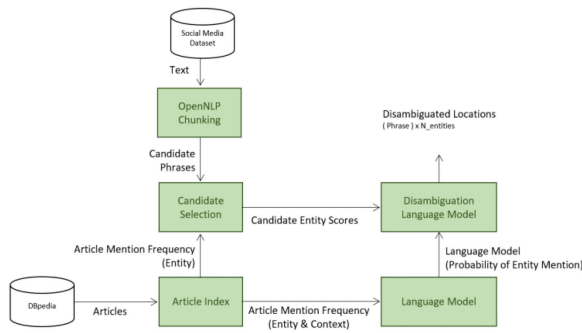 Social Media
Dataset
Text
OpenNLP
Chunking
Disambiguated Locations
( Phrase ) x N_entities
Candidate
Phrases
Candidate
Selection
Candidate Entity Scores
Disambiguation
Language Model
Article Mention Frequency
(Entity)
Language Model
(Probability of Entity Mention)
DBpedia
Articles
Article Index
Article Mention Frequency
(Entity & Context)
Language Model